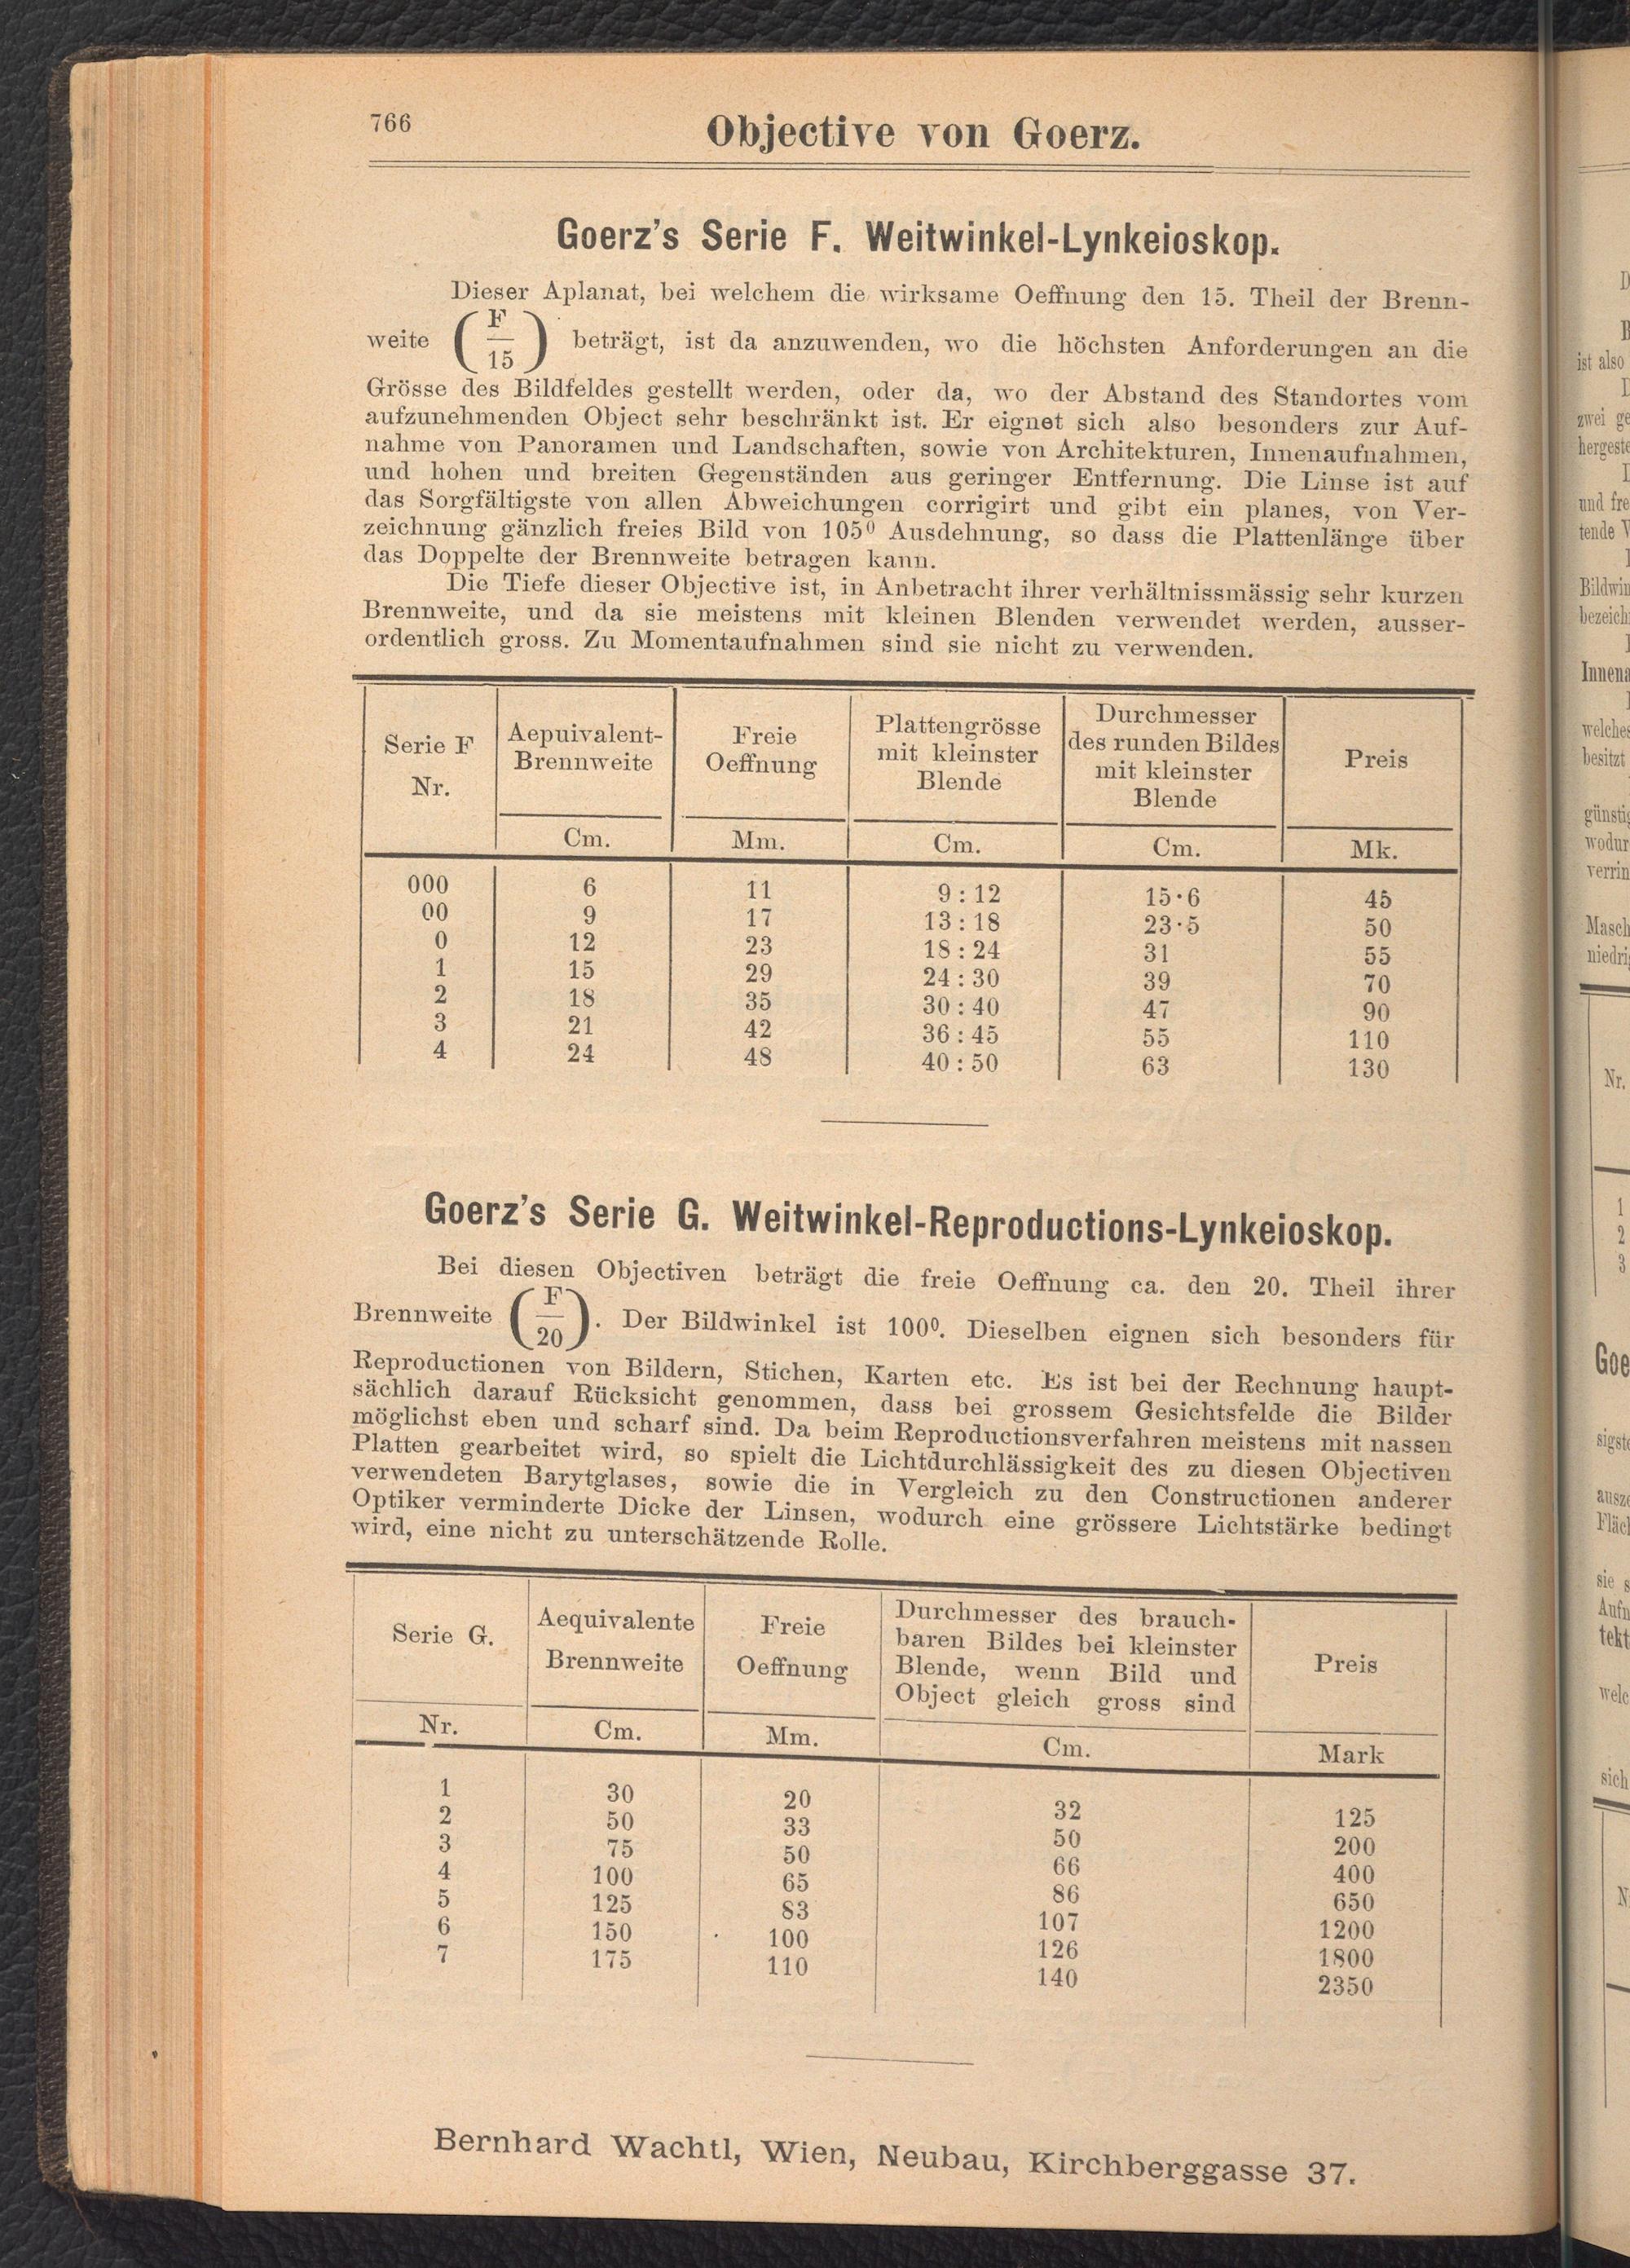 766
Objective von Goerz.
Goerz's Serie F. Weitwinkel-Lynkeioskop.
Dieser Aplanat, bei welchem die wirksame Oeffnung den 15. Theil der Brenn-
weite (F/15) beträgt, ist da anzuwenden, wo die höchsten Anforderungen an die
Grösse des Bildfeldes gestellt werden, oder da, wo der Abstand des Standortes vom
aufzunehmenden Object sehr beschränkt ist. Er eignet sich also besonders zur Auf-
nahme von Panoramen und Landschaften, sowie von Architekturen, Innenaufnahmen,
und hohen und breiten Gegenständen aus geringer Entfernung. Die Linse ist auf
das Sorgfältigste von allen Abweichungen corrigirt und gibt ein planes, von Ver-
zeichnung gänzlich freies Bild von 105⁰ Ausdehnung, so dass die Plattenlänge über
das Doppelte der Brennweite betragen kann.
Die Tiefe dieser Objective ist, in Anbetracht ihrer verhältnissmässig sehr kurzen
Brennweite, und da sie meistens mit kleinen Blenden verwendet werden, ausser-
ordentlich gross. Zu Momentaufnahmen sind sie nicht zu verwenden.
Serie F Nr. | Aepuivalent-Brennweite | Freie Oeffnung | Plattengrösse mit kleinster Blende | Durchmesser des runden Bildes mit kleinster Blende | Preis
Cm. | Mm. | Cm. | Cm. | Mk.
000 | 6 | 11 | 9 : 12 | 15·6 | 45
00 | 9 | 17 | 13 : 18 | 23·5 | 50
0 | 12 | 23 | 18 : 24 | 31 | 55
1 | 15 | 29 | 24 : 30 | 39 | 70
2 | 18 | 35 | 30 : 40 | 47 | 90
3 | 21 | 42 | 36 : 45 | 55 | 110
4 | 24 | 48 | 40 : 50 | 63 | 130
Goerz's Serie G. Weitwinkel-Reproductions-Lynkeioskop.
Bei diesen Objectiven beträgt die freie Oeffnung ca. den 20. Theil ihrer
Brennweite (F/20). Der Bildwinkel ist 100⁰. Dieselben eignen sich besonders für
Reproductionen von Bildern, Stichen, Karten etc. Es ist bei der Rechnung haupt-
sächlich darauf Rücksicht genommen, dass bei grossem Gesichtsfelde die Bilder
möglichst eben und scharf sind. Da beim Reproductionsverfahren meistens mit nassen
Platten gearbeitet wird, so spielt die Lichtdurchlässigkeit des zu diesen Objectiven
verwendeten Barytglases, sowie die in Vergleich zu den Constructionen anderer
Optiker verminderte Dicke der Linsen, wodurch eine grössere Lichtstärke bedingt
wird, eine nicht zu unterschätzende Rolle.
Serie G. | Aequivalente Brennweite | Freie Oeffnung | Durchmesser des brauch-baren Bildes bei kleinster Blende, wenn Bild und Object gleich gross sind | Preis
Nr. | Cm. | Mm. | Cm. | Mark
1 | 30 | 20 | 32 | 125
2 | 50 | 33 | 50 | 200
3 | 75 | 50 | 66 | 400
4 | 100 | 65 | 86 | 650
5 | 125 | 83 | 107 | 1200
6 | 150 | 100 | 126 | 1800
7 | 175 | 110 | 140 | 2350
Bernhard Wachtl, Wien, Neubau, Kirchberggasse 37.